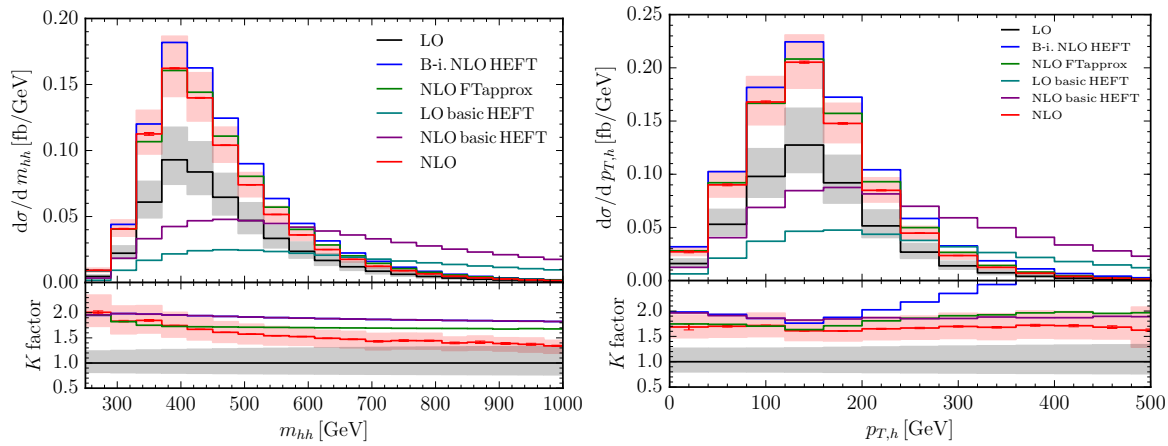 0.20
0.15
0.10
0.05
0.00
dσ/d m_hh [fb/GeV]
LO
B-i. NLO HEFT
NLO FTapprox
LO basic HEFT
NLO basic HEFT
NLO
2.0
1.5
1.0
0.5
K factor
300 400 500 600 700 800 900 1000
m_hh [GeV]
0.25
0.20
0.15
0.10
0.05
0.00
dσ/d p_T,h [fb/GeV]
LO
B-i. NLO HEFT
NLO FTapprox
LO basic HEFT
NLO basic HEFT
NLO
2.0
1.5
1.0
0.5
K factor
0 100 200 300 400 500
p_T,h [GeV]